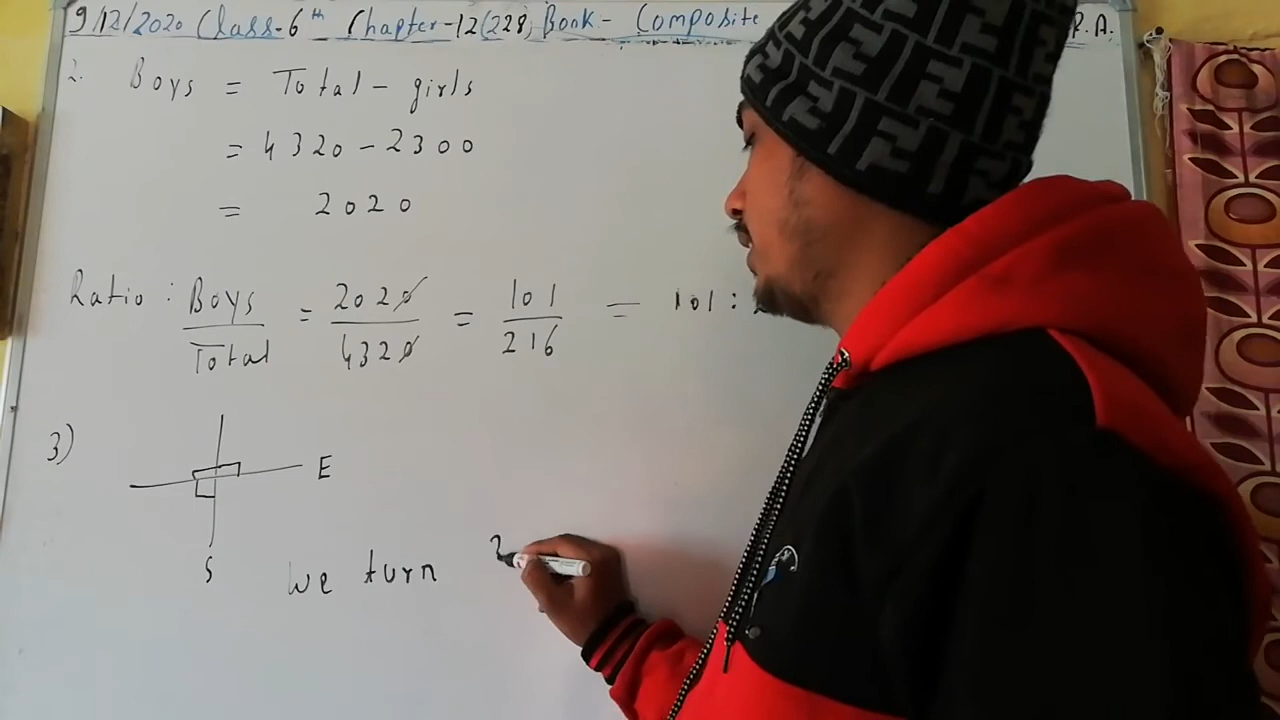 9/12/2020 Class-6th Chapter-12(228) Book- Composite P.A.
2. Boys = Total - girls
= 4320 - 2300
= 2020
Ratio : Boys/Total = 2020/4320 = 101/216 = 101 :
3)
E
S
We turn